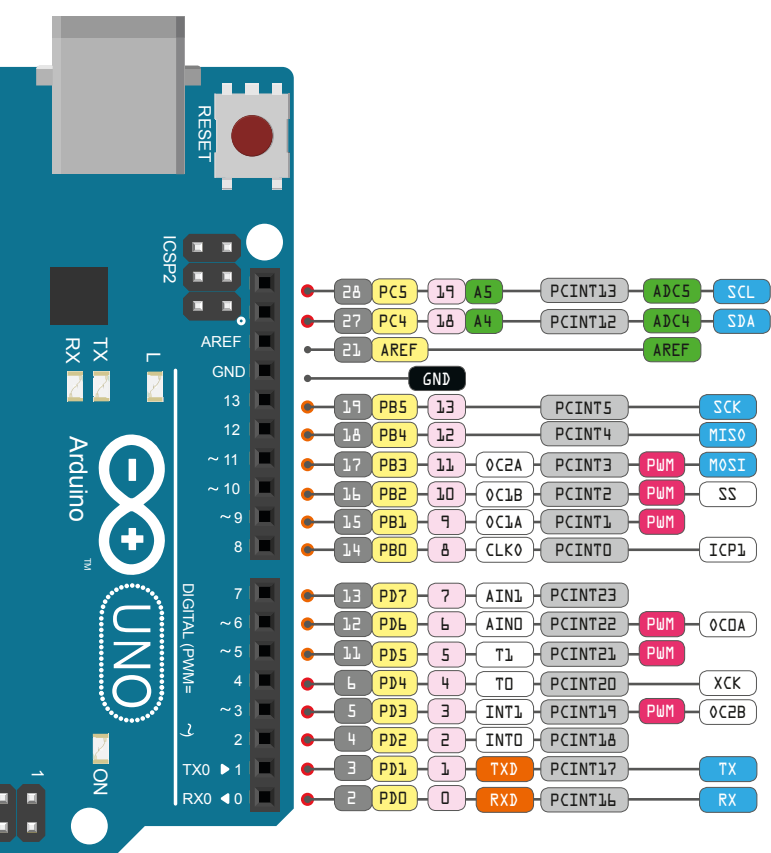 RESET
ICSP2
28 PC5 19 A5 PCINT13 ADC5 SCL
27 PC4 18 A4 PCINT12 ADC4 SDA
AREF 21 AREF AREF
GND GND
13 19 PB5 13 PCINT5 SCK
12 18 PB4 12 PCINT4 MISO
~ 11 17 PB3 11 OC2A PCINT3 PWM MOSI
~ 10 16 PB2 10 OC1B PCINT2 PWM SS
~ 9 15 PB1 9 OC1A PCINT1 PWM
8 14 PB0 8 CLKO PCINT0 ICP1
RX TX L
Arduino
TM
UNO
DIGITAL (PWM= ~)
7 13 PD7 7 AIN1 PCINT23
~ 6 12 PD6 6 AIN0 PCINT22 PWM OC0A
~ 5 11 PD5 5 T1 PCINT21 PWM
4 6 PD4 4 T0 PCINT20 XCK
~ 3 5 PD3 3 INT1 PCINT19 PWM OC2B
2 4 PD2 2 INT0 PCINT18
TX0 ▶ 1 3 PD1 1 TXD PCINT17 TX
RX0 ◀ 0 2 PD0 0 RXD PCINT16 RX
ON
1